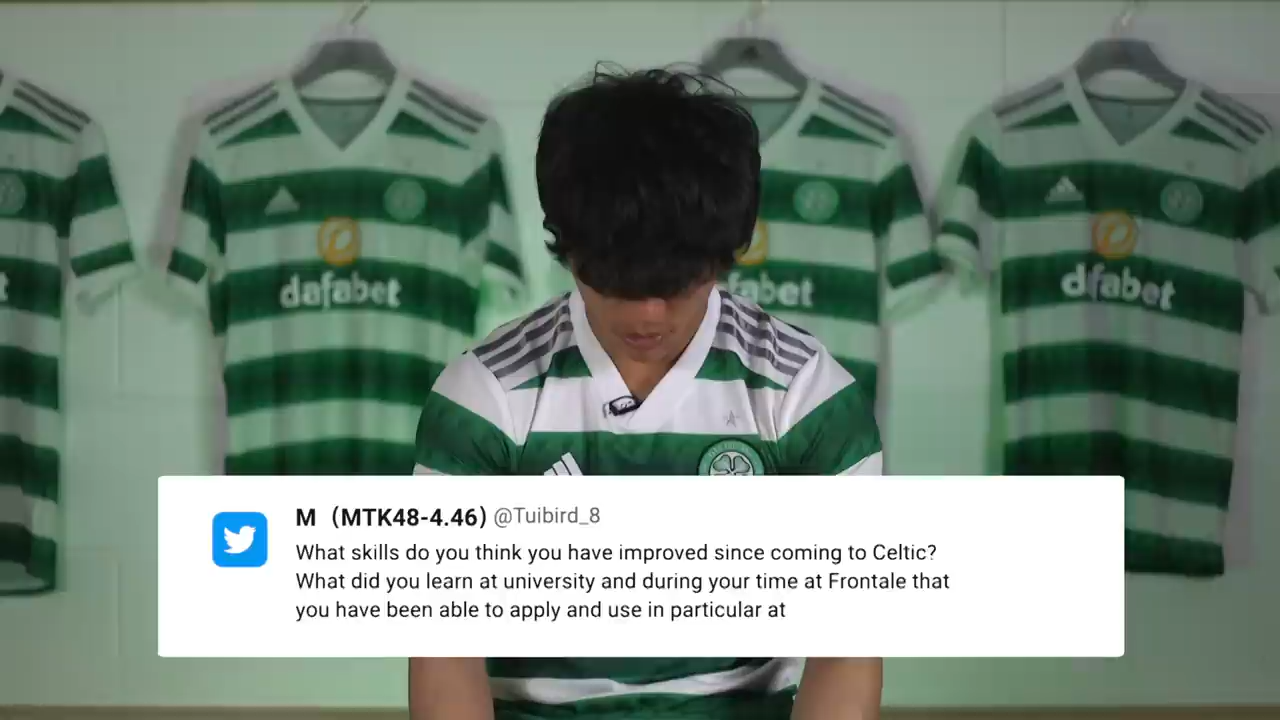 dafabet
fabet
dfabet
t
M（MTK48-4.46) @Tuibird_8
What skills do you think you have improved since coming to Celtic?
What did you learn at university and during your time at Frontale that
you have been able to apply and use in particular at